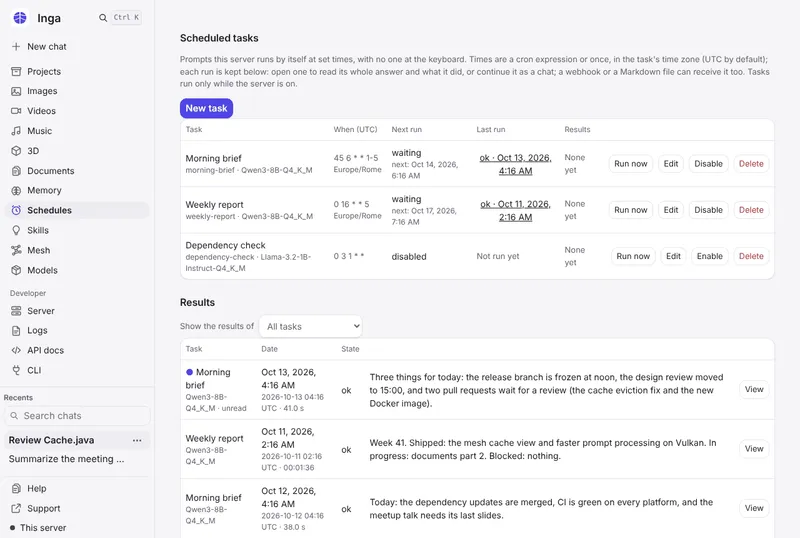 Inga
Ctrl K
New chat
Projects
Images
Videos
Music
3D
Documents
Memory
Schedules
Skills
Mesh
Models
Developer
Server
Logs
API docs
CLI
Recents
Search chats
Review Cache.java
Summarize the meeting ...
Help
Support
This server
Scheduled tasks
Prompts this server runs by itself at set times, with no one at the keyboard. Times are a cron expression or once, in the task's time zone (UTC by default);
each run is kept below: open one to read its whole answer and what it did, or continue it as a chat; a webhook or a Markdown file can receive it too. Tasks
run only while the server is on.
New task
Task When (UTC) Next run Last run Results
Morning brief
morning-brief · Qwen3-8B-Q4_K_M
45 6 * * 1-5
Europe/Rome
waiting
next: Oct 14, 2026,
6:16 AM
ok · Oct 13, 2026,
4:16 AM
None
yet
Run now Edit Disable Delete
Weekly report
weekly-report · Qwen3-8B-Q4_K_M
0 16 * * 5
Europe/Rome
waiting
next: Oct 17, 2026,
7:16 AM
ok · Oct 11, 2026,
2:16 AM
None
yet
Run now Edit Disable Delete
Dependency check
dependency-check · Llama-3.2-1B-
Instruct-Q4_K_M
0 3 1 * *
disabled
Not run yet
None
yet
Run now Edit Enable Delete
Results
Show the results of All tasks
Task Date State
Morning
brief
Qwen3-8B-
Q4_K_M · unread
Oct 13, 2026,
4:16 AM
2026-10-13 04:16
UTC · 41.0 s
ok
Three things for today: the release branch is frozen at noon, the design review moved
to 15:00, and two pull requests wait for a review (the cache eviction fix and the new
Docker image).
View
Weekly report
Qwen3-8B-
Q4_K_M
Oct 11, 2026,
2:16 AM
2026-10-11 02:16
UTC · 00:01:36
ok
Week 41. Shipped: the mesh cache view and faster prompt processing on Vulkan. In
progress: documents part 2. Blocked: nothing.
View
Morning brief
Qwen3-8B-
Q4_K_M
Oct 12, 2026,
4:16 AM
2026-10-12 04:16
UTC · 38.0 s
ok
Today: the dependency updates are merged, CI is green on every platform, and the
meetup talk needs its last slides.
View